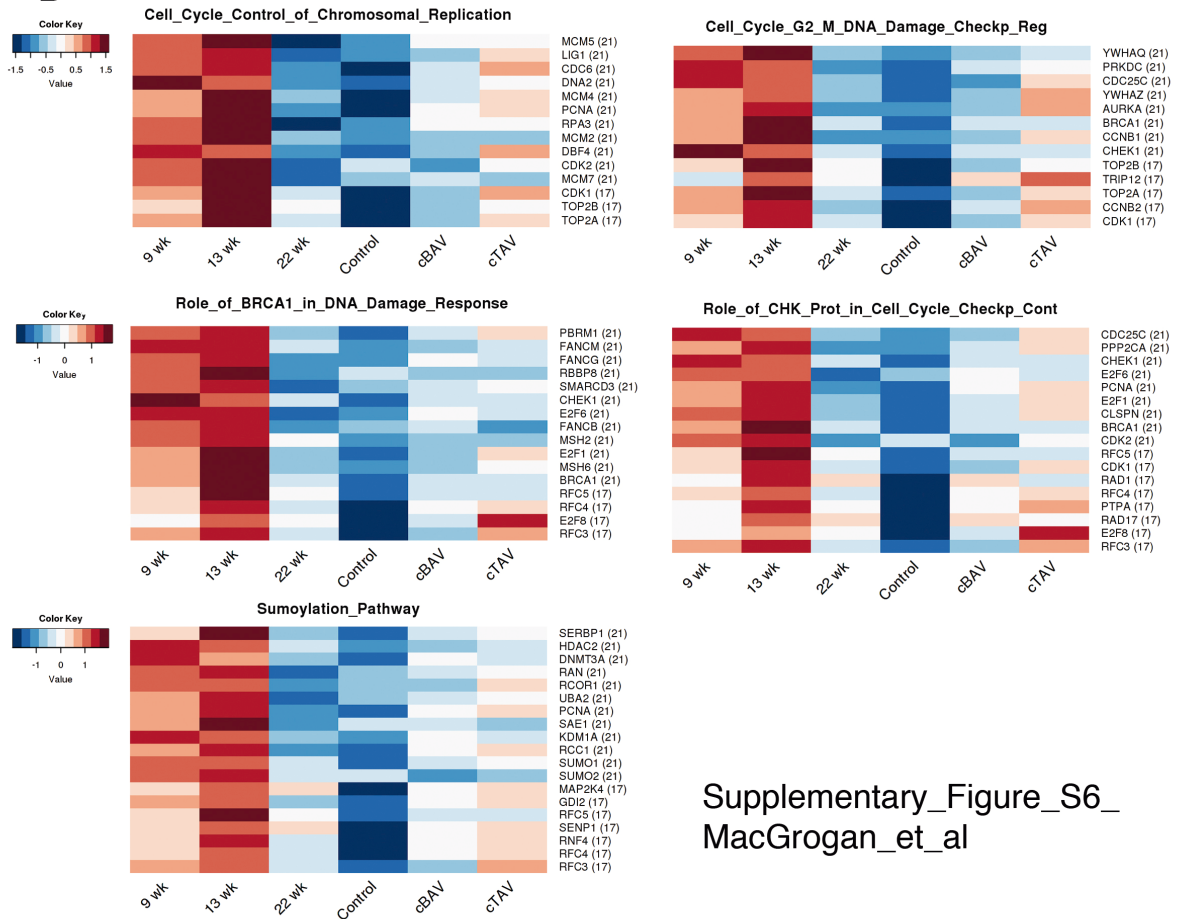 Color Key
-1.5 -0.5 0.5 1.5
Value
Cell_Cycle_Control_of_Chromosomal_Replication
MCM5 (21)
LIG1 (21)
CDC6 (21)
DNA2 (21)
MCM4 (21)
PCNA (21)
RPA3 (21)
MCM2 (21)
DBF4 (21)
CDK2 (21)
MCM7 (21)
CDK1 (17)
TOP2B (17)
TOP2A (17)
9 wk 13 wk 22 wk Control cBAV cTAV
Cell_Cycle_G2_M_DNA_Damage_Checkp_Reg
YWHAQ (21)
PRKDC (21)
CDC25C (21)
YWHAZ (21)
AURKA (21)
BRCA1 (21)
CCNB1 (21)
CHEK1 (21)
TOP2B (17)
TRIP12 (17)
TOP2A (17)
CCNB2 (17)
CDK1 (17)
9 wk 13 wk 22 wk Control cBAV cTAV
Color Key
-1 0 1
Value
Role_of_BRCA1_in_DNA_Damage_Response
PBRM1 (21)
FANCM (21)
FANCG (21)
RBBP8 (21)
SMARCD3 (21)
CHEK1 (21)
E2F6 (21)
FANCB (21)
MSH2 (21)
E2F1 (21)
MSH6 (21)
BRCA1 (21)
RFC5 (17)
RFC4 (17)
E2F8 (17)
RFC3 (17)
9 wk 13 wk 22 wk Control cBAV cTAV
Role_of_CHK_Prot_in_Cell_Cycle_Checkp_Cont
CDC25C (21)
PPP2CA (21)
CHEK1 (21)
E2F6 (21)
PCNA (21)
E2F1 (21)
CLSPN (21)
BRCA1 (21)
CDK2 (21)
RFC5 (17)
CDK1 (17)
RAD1 (17)
RFC4 (17)
PTPA (17)
RAD17 (17)
E2F8 (17)
RFC3 (17)
9 wk 13 wk 22 wk Control cBAV cTAV
Color Key
-1 0 1
Value
Sumoylation_Pathway
SERBP1 (21)
HDAC2 (21)
DNMT3A (21)
RAN (21)
RCOR1 (21)
UBA2 (21)
PCNA (21)
SAE1 (21)
KDM1A (21)
RCC1 (21)
SUMO1 (21)
SUMO2 (21)
MAP2K4 (17)
GDI2 (17)
RFC5 (17)
SENP1 (17)
RNF4 (17)
RFC4 (17)
RFC3 (17)
9 wk 13 wk 22 wk Control cBAV cTAV
Supplementary_Figure_S6_
MacGrogan_et_al